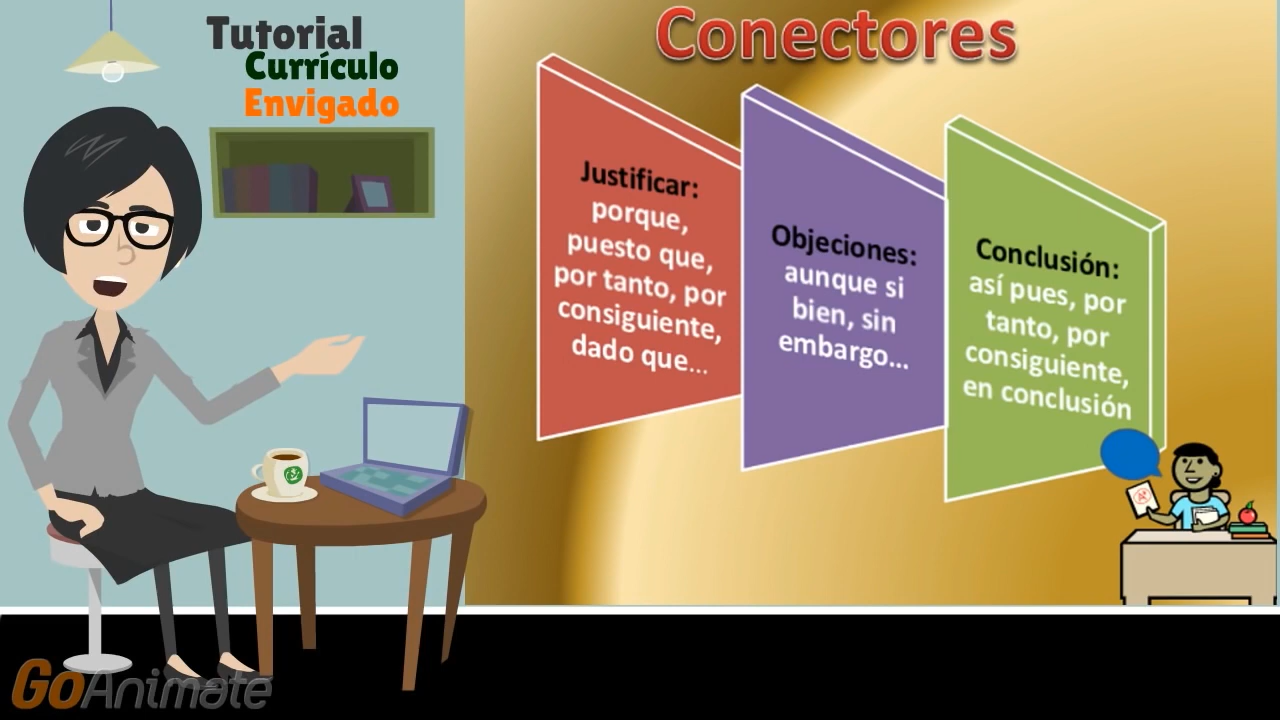 Tutorial
Currículo
Envigado
Conectores
Justificar:
porque,
puesto que,
por tanto, por
consiguiente,
dado que...
Objeciones:
aunque si
bien, sin
embargo...
Conclusión:
así pues, por
tanto, por
consiguiente,
en conclusión
GoAnimate